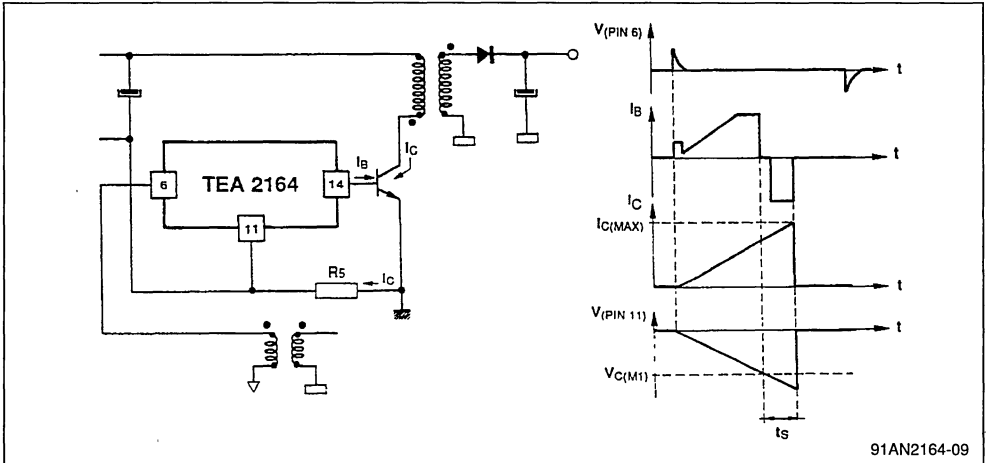 IB
IC
6
TEA 2164
14
11
R5
IC
V(PIN 6)
t
IB
t
IC
IC(MAX)
t
V(PIN 11)
t
VC(M1)
tS
91AN2164-09